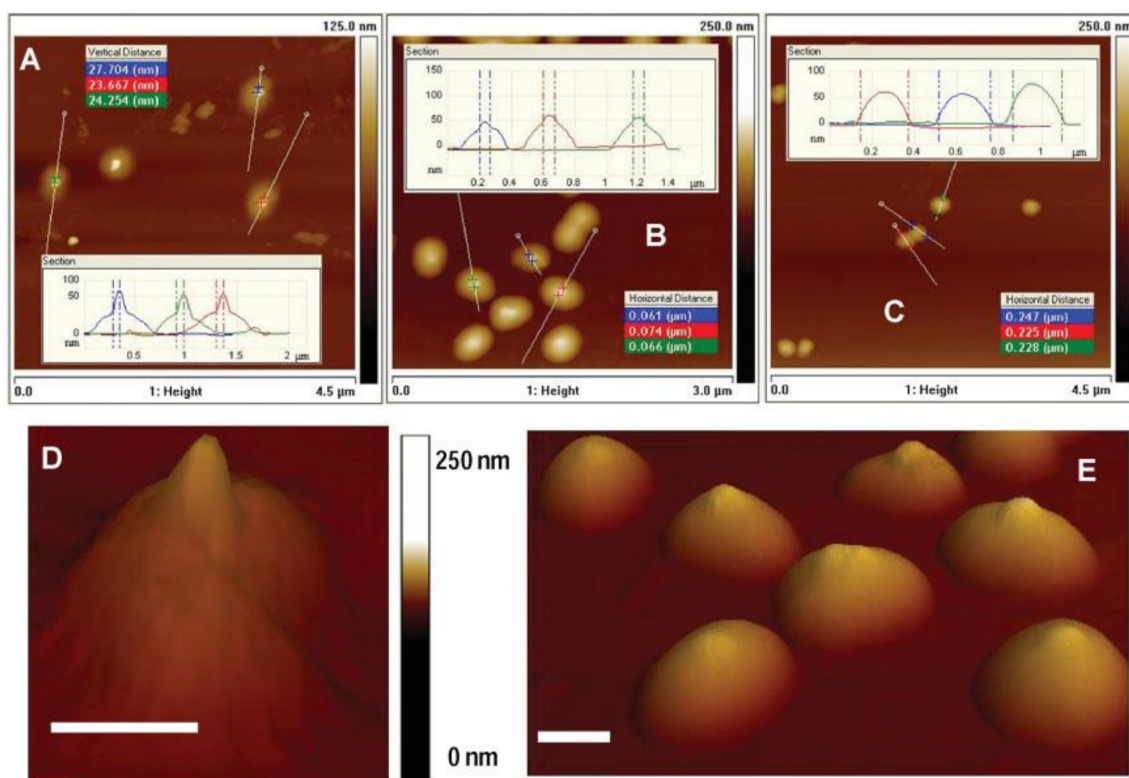 125.0 nm
A
Vertical Distance
27.704 (nm)
23.667 (nm)
24.254 (nm)
Section
100
50
0
nm
0.5
1
1.5
2
μm
0.0
1: Height
4.5 μm
250.0 nm
Section
150
100
50
0
nm
0.2
0.4
0.6
0.8
1
1.2
1.4
μm
B
Horizontal Distance
0.061 (μm)
0.074 (μm)
0.066 (μm)
0.0
1: Height
3.0 μm
250.0 nm
Section
100
50
0
nm
0.2
0.4
0.6
0.8
1
μm
C
Horizontal Distance
0.247 (μm)
0.225 (μm)
0.228 (μm)
0.0
1: Height
4.5 μm
D
250 nm
0 nm
E